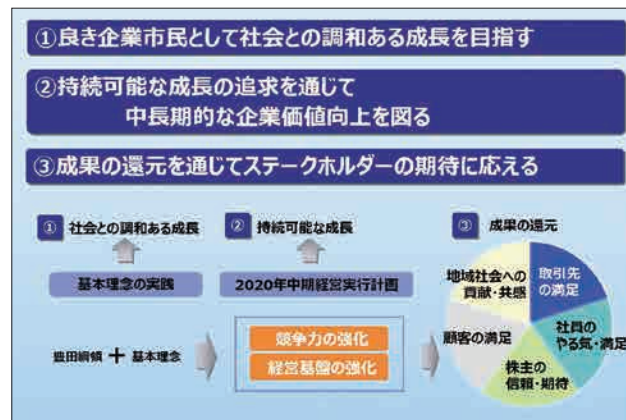 ①良き企業市民として社会との調和ある成長を目指す
②持続可能な成長の追求を通じて
中長期的な企業価値向上を図る
③成果の還元を通じてステークホルダーの期待に応える
① 社会との調和ある成長
② 持続可能な成長
③ 成果の還元
基本理念の実践
2020年中期経営実行計画
豊田綱領 + 基本理念
競争力の強化
経営基盤の強化
地域社会への
貢献・共感
取引先
の満足
顧客の満足
社員の
やる気・満足
株主の
信頼・期待